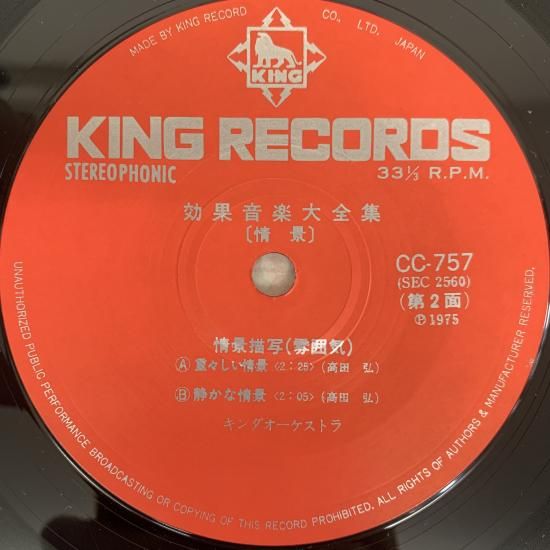 MADE BY KING RECORD CO., LTD. JAPAN
KING
KING RECORDS
STEREOPHONIC
33⅓ R.P.M.
効果音楽大全集
〔情景〕
CC-757
(SEC 2560)
(第2面)
Ⓟ1975
情景描写(雰囲気)
Ⓐ重々しい情景〈2:25〉(高田 弘)
Ⓑ静かな情景〈2:05〉(高田 弘)
キングオーケストラ
UNAUTHORIZED PUBLIC PERFORMANCE BROADCASTING OR COPYING OF THIS RECORD PROHIBITED. ALL RIGHTS OF AUTHORS & MANUFACTURER RESERVED.